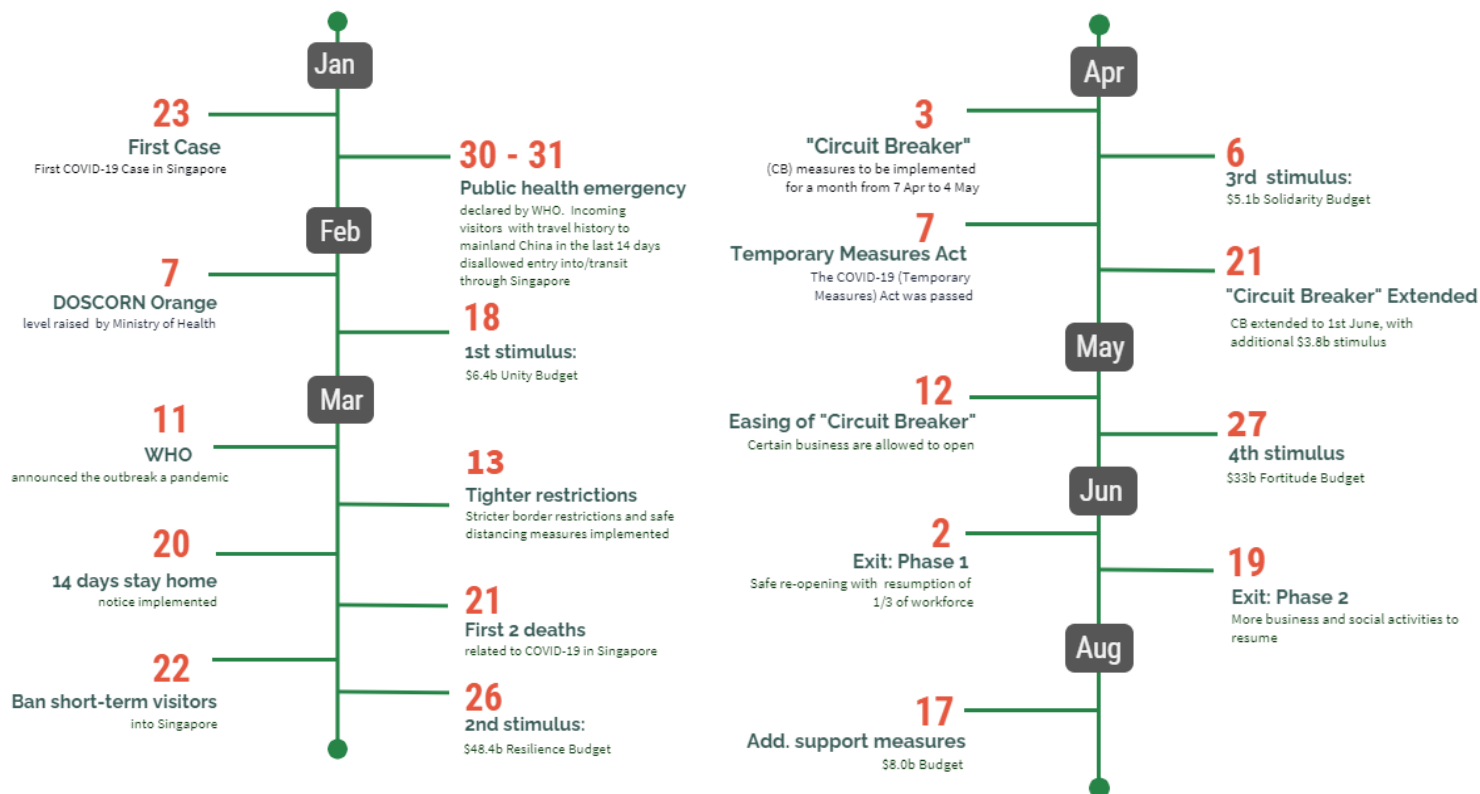 Jan
23
First Case
First COVID-19 Case in Singapore
30 - 31
Public health emergency
declared by WHO. Incoming
visitors with travel history to
mainland China in the last 14 days
disallowed entry into/transit
through Singapore
Feb
7
DOSCORN Orange
level raised by Ministry of Health
18
1st stimulus:
$6.4b Unity Budget
Mar
11
WHO
announced the outbreak a pandemic
13
Tighter restrictions
Stricter border restrictions and safe
distancing measures implemented
20
14 days stay home
notice implemented
21
First 2 deaths
related to COVID-19 in Singapore
22
Ban short-term visitors
into Singapore
26
2nd stimulus:
$48.4b Resilience Budget
Apr
3
"Circuit Breaker"
(CB) measures to be implemented
for a month from 7 Apr to 4 May
6
3rd stimulus:
$5.1b Solidarity Budget
7
Temporary Measures Act
The COVID-19 (Temporary
Measures) Act was passed
21
"Circuit Breaker" Extended
CB extended to 1st June, with
additional $3.8b stimulus
May
12
Easing of "Circuit Breaker"
Certain business are allowed to open
27
4th stimulus
$33b Fortitude Budget
Jun
2
Exit: Phase 1
Safe re-opening with resumption of
1/3 of workforce
19
Exit: Phase 2
More business and social activities to
resume
Aug
17
Add. support measures
$8.0b Budget